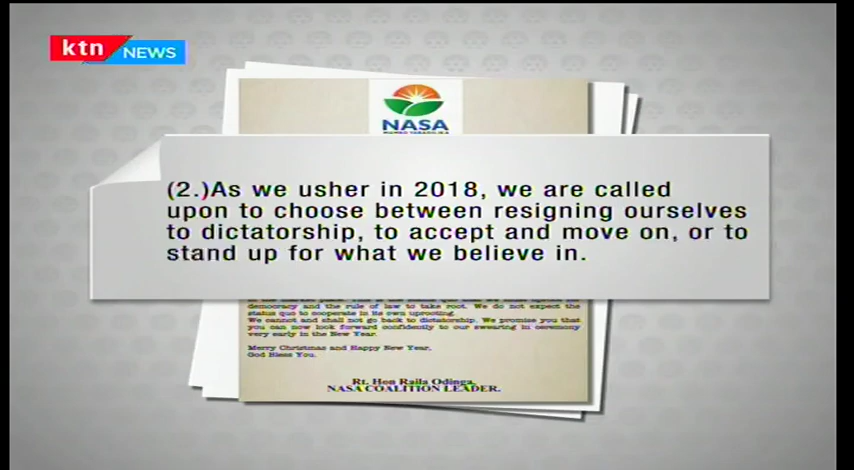 ktn NEWS
NASA
(2.)As we usher in 2018, we are called
upon to choose between resigning ourselves
to dictatorship, to accept and move on, or to
stand up for what we believe in.
democracy and the rule of law to take root. We do not expect the
status quo to cooperate in its own uprooting.
We cannot and shall not go back to dictatorship. We promise you that
you can now look forward confidently to our swearing in ceremony
very early in the New Year.
Merry Christmas and Happy New Year.
God Bless You.
Rt. Hon Raila Odinga,
NASA COALITION LEADER.